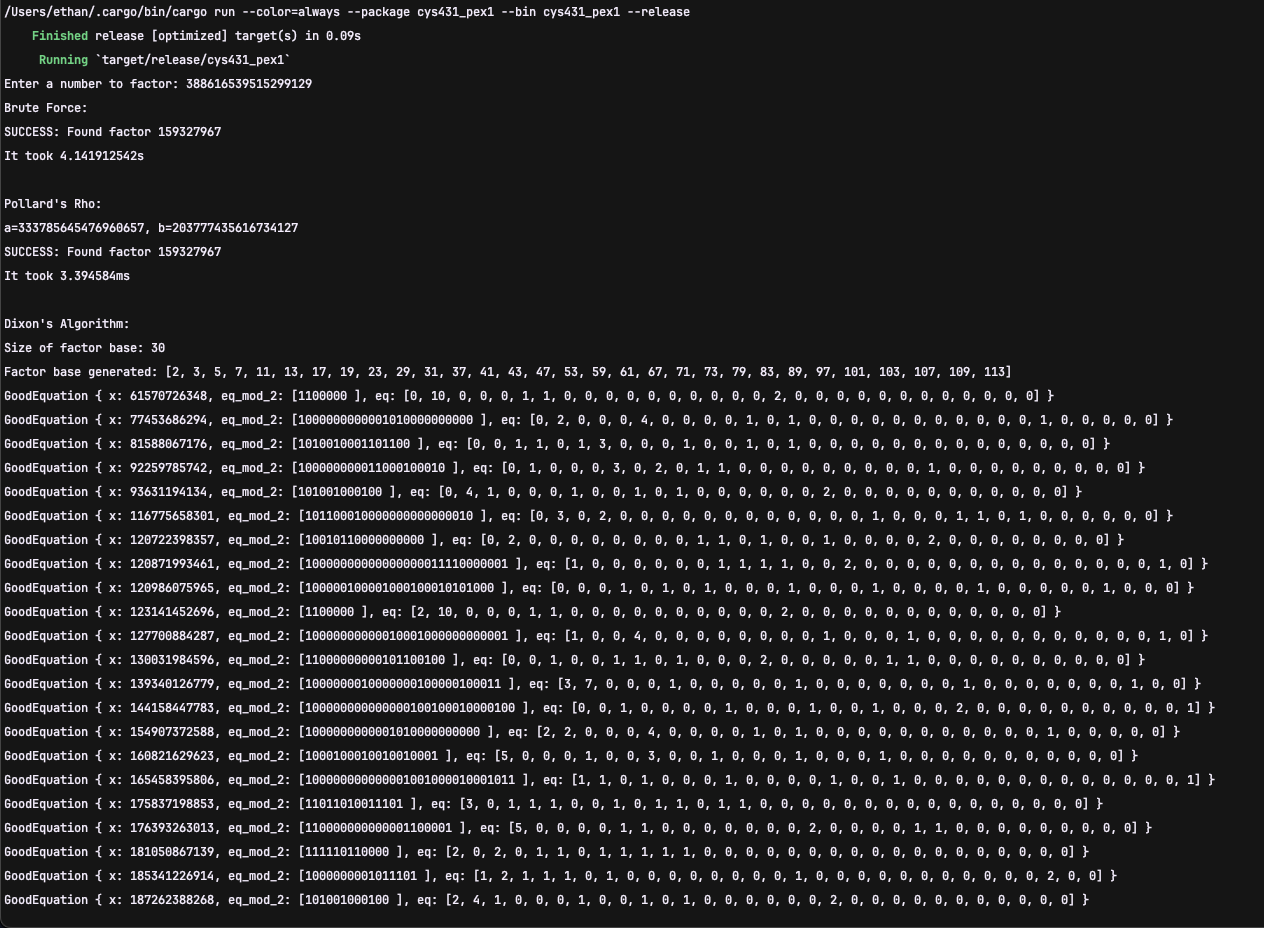 /Users/ethan/.cargo/bin/cargo run --color=always --package cys431_pex1 --bin cys431_pex1 --release
Finished release [optimized] target(s) in 0.09s
Running `target/release/cys431_pex1`
Enter a number to factor: 388616539515299129
Brute Force:
SUCCESS: Found factor 159327967
It took 4.141912542s
Pollard's Rho:
a=333785645476960657, b=203777435616734127
SUCCESS: Found factor 159327967
It took 3.394584ms
Dixon's Algorithm:
Size of factor base: 30
Factor base generated: [2, 3, 5, 7, 11, 13, 17, 19, 23, 29, 31, 37, 41, 43, 47, 53, 59, 61, 67, 71, 73, 79, 83, 89, 97, 101, 103, 107, 109, 113]
GoodEquation { x: 61570726348, eq_mod_2: [1100000 ], eq: [0, 10, 0, 0, 0, 1, 1, 0, 0, 0, 0, 0, 0, 0, 0, 0, 2, 0, 0, 0, 0, 0, 0, 0, 0, 0, 0, 0, 0, 0] }
GoodEquation { x: 77453686294, eq_mod_2: [1000000000001010000000000 ], eq: [0, 2, 0, 0, 0, 4, 0, 0, 0, 0, 1, 0, 1, 0, 0, 0, 0, 0, 0, 0, 0, 0, 0, 0, 1, 0, 0, 0, 0, 0] }
GoodEquation { x: 81588067176, eq_mod_2: [1010010001101100 ], eq: [0, 0, 1, 1, 0, 1, 3, 0, 0, 0, 1, 0, 0, 1, 0, 1, 0, 0, 0, 0, 0, 0, 0, 0, 0, 0, 0, 0, 0, 0] }
GoodEquation { x: 92259785742, eq_mod_2: [100000000011000100010 ], eq: [0, 1, 0, 0, 0, 3, 0, 2, 0, 1, 1, 0, 0, 0, 0, 0, 0, 0, 0, 0, 1, 0, 0, 0, 0, 0, 0, 0, 0, 0] }
GoodEquation { x: 93631194134, eq_mod_2: [101001000100 ], eq: [0, 4, 1, 0, 0, 0, 1, 0, 0, 1, 0, 1, 0, 0, 0, 0, 0, 0, 2, 0, 0, 0, 0, 0, 0, 0, 0, 0, 0, 0] }
GoodEquation { x: 116775658301, eq_mod_2: [1011000100000000000000010 ], eq: [0, 3, 0, 2, 0, 0, 0, 0, 0, 0, 0, 0, 0, 0, 0, 0, 0, 1, 0, 0, 0, 1, 1, 0, 1, 0, 0, 0, 0, 0] }
GoodEquation { x: 120722398357, eq_mod_2: [10010110000000000 ], eq: [0, 2, 0, 0, 0, 0, 0, 0, 0, 0, 1, 1, 0, 1, 0, 0, 1, 0, 0, 0, 0, 2, 0, 0, 0, 0, 0, 0, 0, 0] }
GoodEquation { x: 120871993461, eq_mod_2: [10000000000000000011110000001 ], eq: [1, 0, 0, 0, 0, 0, 0, 1, 1, 1, 1, 0, 0, 2, 0, 0, 0, 0, 0, 0, 0, 0, 0, 0, 0, 0, 0, 0, 1, 0] }
GoodEquation { x: 120986075965, eq_mod_2: [100000100001000100010101000 ], eq: [0, 0, 0, 1, 0, 1, 0, 1, 0, 0, 0, 1, 0, 0, 0, 1, 0, 0, 0, 0, 1, 0, 0, 0, 0, 0, 1, 0, 0, 0] }
GoodEquation { x: 123141452696, eq_mod_2: [1100000 ], eq: [2, 10, 0, 0, 0, 1, 1, 0, 0, 0, 0, 0, 0, 0, 0, 0, 2, 0, 0, 0, 0, 0, 0, 0, 0, 0, 0, 0, 0, 0] }
GoodEquation { x: 127700884287, eq_mod_2: [10000000000010001000000000001 ], eq: [1, 0, 0, 4, 0, 0, 0, 0, 0, 0, 0, 0, 1, 0, 0, 0, 1, 0, 0, 0, 0, 0, 0, 0, 0, 0, 0, 0, 1, 0] }
GoodEquation { x: 130031984596, eq_mod_2: [11000000000101100100 ], eq: [0, 0, 1, 0, 0, 1, 1, 0, 1, 0, 0, 0, 2, 0, 0, 0, 0, 0, 1, 1, 0, 0, 0, 0, 0, 0, 0, 0, 0, 0] }
GoodEquation { x: 139340126779, eq_mod_2: [1000000010000000100000100011 ], eq: [3, 7, 0, 0, 0, 1, 0, 0, 0, 0, 0, 1, 0, 0, 0, 0, 0, 0, 0, 1, 0, 0, 0, 0, 0, 0, 0, 1, 0, 0] }
GoodEquation { x: 144158447783, eq_mod_2: [100000000000000100100010000100 ], eq: [0, 0, 1, 0, 0, 0, 0, 1, 0, 0, 0, 1, 0, 0, 1, 0, 0, 0, 2, 0, 0, 0, 0, 0, 0, 0, 0, 0, 0, 1] }
GoodEquation { x: 154907372588, eq_mod_2: [1000000000001010000000000 ], eq: [2, 2, 0, 0, 0, 4, 0, 0, 0, 0, 1, 0, 1, 0, 0, 0, 0, 0, 0, 0, 0, 0, 0, 0, 1, 0, 0, 0, 0, 0] }
GoodEquation { x: 160821629623, eq_mod_2: [10001000100010010001 ], eq: [5, 0, 0, 0, 1, 0, 0, 3, 0, 0, 0, 1, 0, 0, 0, 1, 0, 0, 0, 1, 0, 0, 0, 0, 0, 0, 0, 0, 0, 0] }
GoodEquation { x: 165458395806, eq_mod_2: [100000000000001001000010001011 ], eq: [1, 1, 0, 1, 0, 0, 0, 1, 0, 0, 0, 0, 1, 0, 0, 1, 0, 0, 0, 0, 0, 0, 0, 0, 0, 0, 0, 0, 0, 1] }
GoodEquation { x: 175837198853, eq_mod_2: [11011010011101 ], eq: [3, 0, 1, 1, 1, 0, 0, 1, 0, 1, 1, 0, 1, 1, 0, 0, 0, 0, 0, 0, 0, 0, 0, 0, 0, 0, 0, 0, 0, 0] }
GoodEquation { x: 176393263013, eq_mod_2: [11000000000001100001 ], eq: [5, 0, 0, 0, 0, 1, 1, 0, 0, 0, 0, 0, 0, 2, 0, 0, 0, 0, 1, 1, 0, 0, 0, 0, 0, 0, 0, 0, 0, 0] }
GoodEquation { x: 181050867139, eq_mod_2: [111110110000 ], eq: [2, 0, 2, 0, 1, 1, 0, 1, 1, 1, 1, 1, 0, 0, 0, 0, 0, 0, 0, 0, 0, 0, 0, 0, 0, 0, 0, 0, 0, 0] }
GoodEquation { x: 185341226914, eq_mod_2: [1000000001011101 ], eq: [1, 2, 1, 1, 1, 0, 1, 0, 0, 0, 0, 0, 0, 0, 0, 1, 0, 0, 0, 0, 0, 0, 0, 0, 0, 0, 0, 2, 0, 0] }
GoodEquation { x: 187262388268, eq_mod_2: [101001000100 ], eq: [2, 4, 1, 0, 0, 0, 1, 0, 0, 1, 0, 1, 0, 0, 0, 0, 0, 0, 2, 0, 0, 0, 0, 0, 0, 0, 0, 0, 0, 0] }